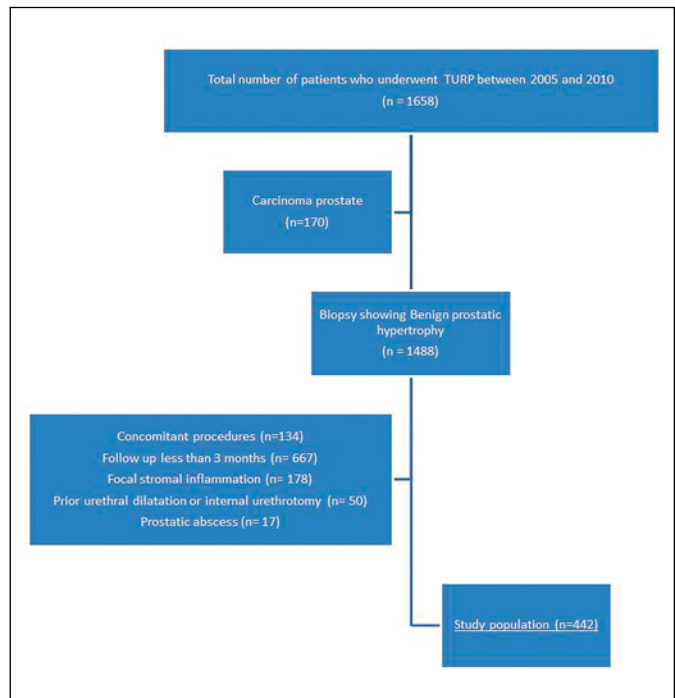 Total number of patients who underwent TURP between 2005 and 2010
(n = 1658)
Carcinoma prostate
(n=170)
Biopsy showing Benign prostatic
hypertrophy
(n = 1488)
Concomitant procedures (n=134)
Follow up less than 3 months (n= 667)
Focal stromal inflammation (n= 178)
Prior urethral dilatation or internal urethrotomy (n= 50)
Prostatic abscess (n= 17)
Study population (n=442)